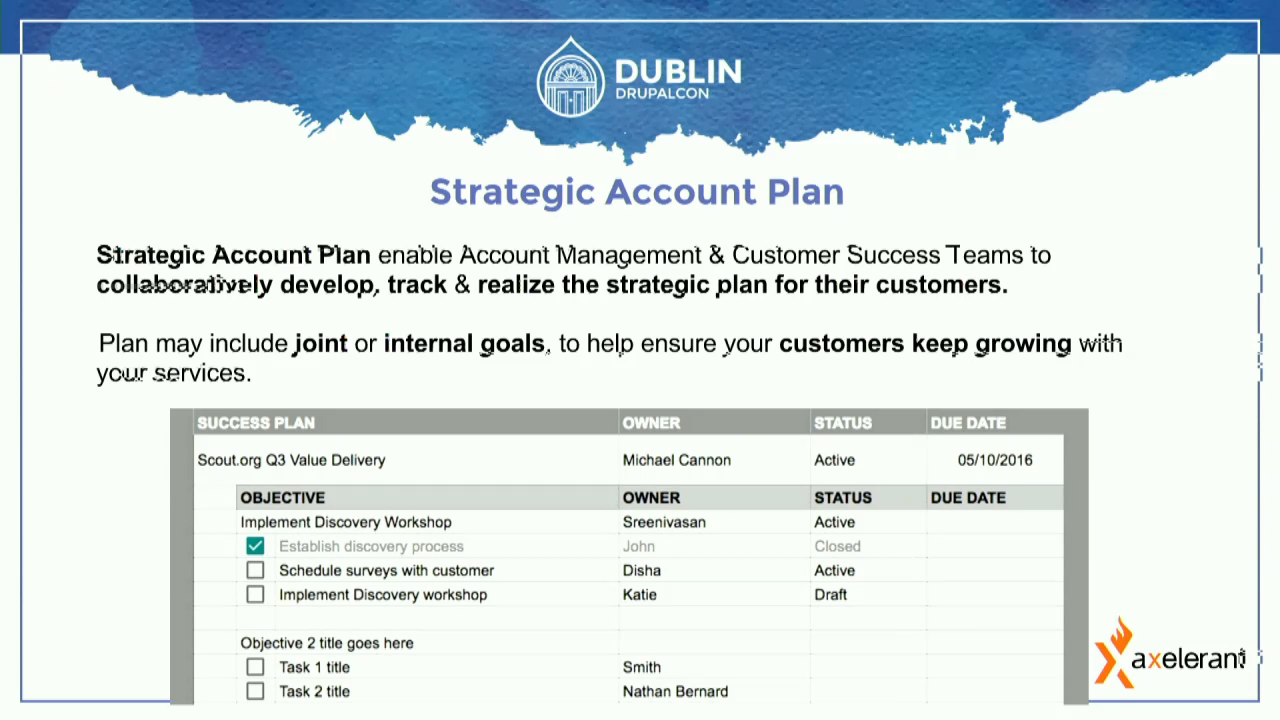 DUBLIN
DRUPALCON
Strategic Account Plan
Strategic Account Plan enable Account Management & Customer Success Teams to
collaboratively develop, track & realize the strategic plan for their customers.
Plan may include joint or internal goals, to help ensure your customers keep growing with
your services.
SUCCESS PLAN OWNER STATUS DUE DATE
Scout.org Q3 Value Delivery Michael Cannon Active 05/10/2016
OBJECTIVE OWNER STATUS DUE DATE
Implement Discovery Workshop Sreenivasan Active
Establish discovery process John Closed
Schedule surveys with customer Disha Active
Implement Discovery workshop Katie Draft
Objective 2 title goes here
Task 1 title Smith
Task 2 title Nathan Bernard
axelerant